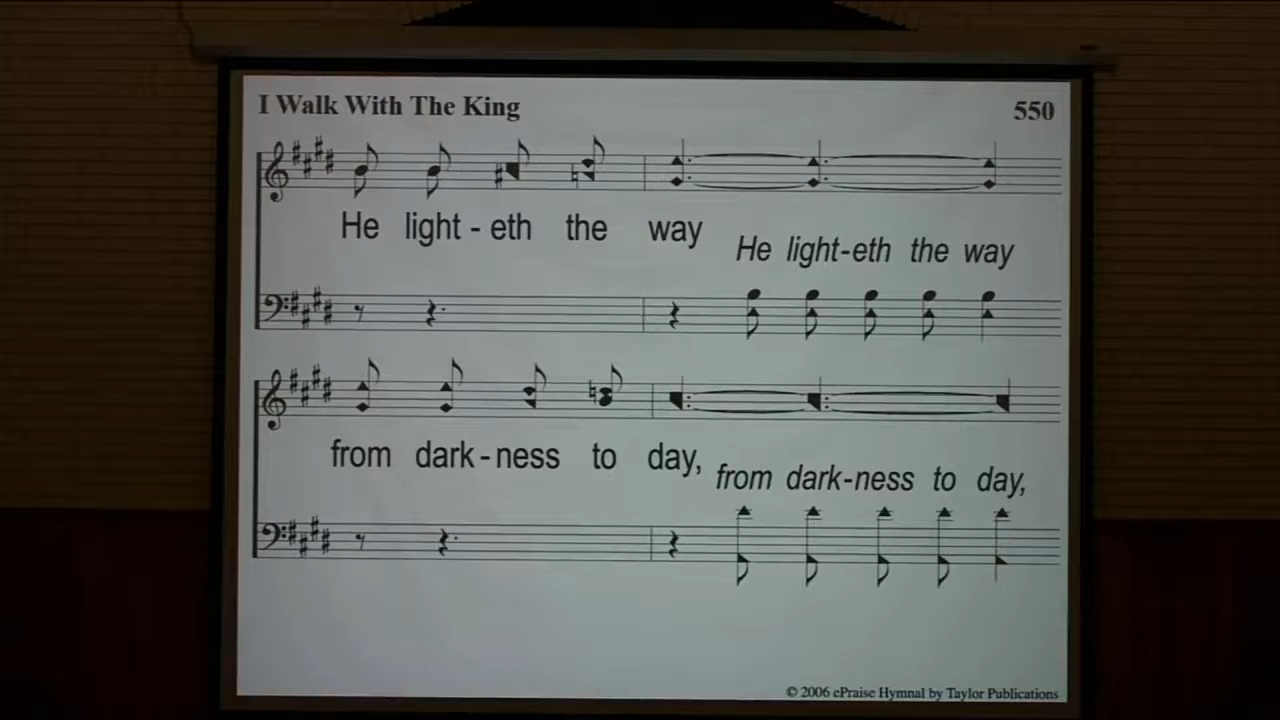 I Walk With The King 550
He light - eth the way He light-eth the way
from dark - ness to day, from dark-ness to day,
© 2006 ePraise Hymnal by Taylor Publications